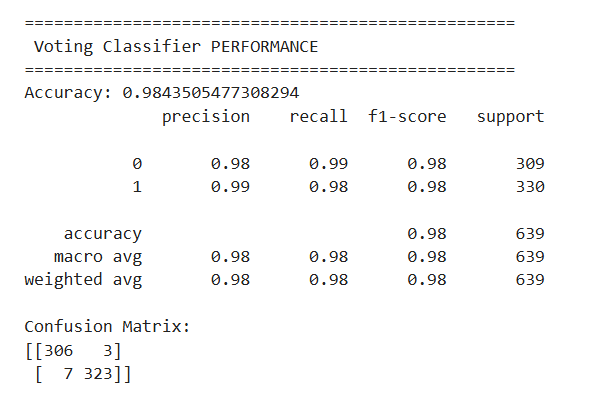 ==================================================
Voting Classifier PERFORMANCE
==================================================
Accuracy: 0.9843505477308294
              precision    recall  f1-score   support

           0       0.98      0.99      0.98       309
           1       0.99      0.98      0.98       330

    accuracy                           0.98       639
   macro avg       0.98      0.98      0.98       639
weighted avg       0.98      0.98      0.98       639

Confusion Matrix:
[[306   3]
 [  7 323]]